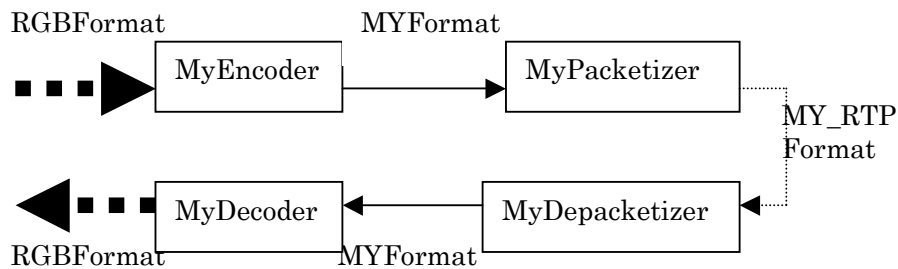 RGBFormat
MYFormat
MyEncoder
MyPacketizer
MY_RTP
Format
MyDecoder
MyDepacketizer
RGBFormat
MYFormat